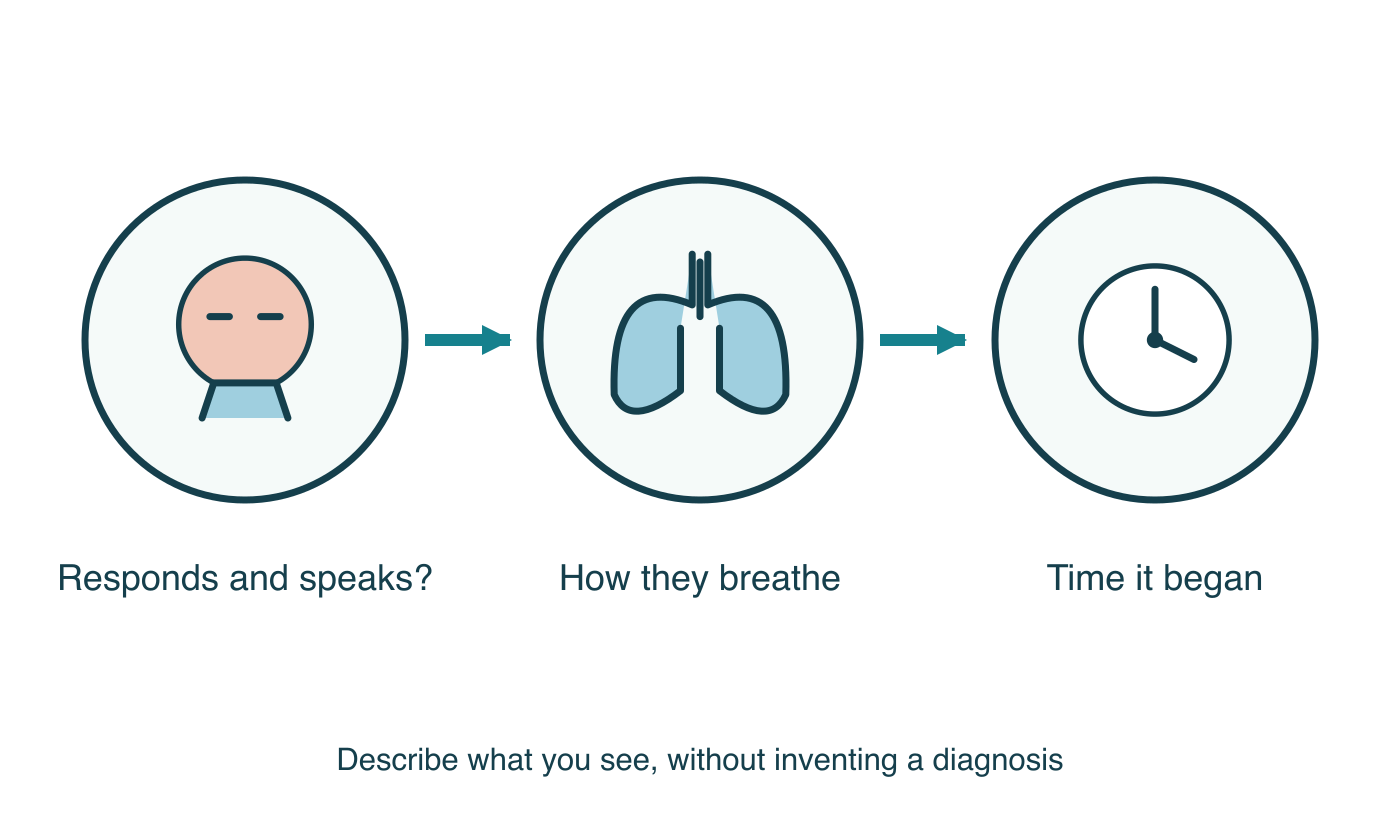 Responds and speaks?
How they breathe
Time it began
Describe what you see, without inventing a diagnosis